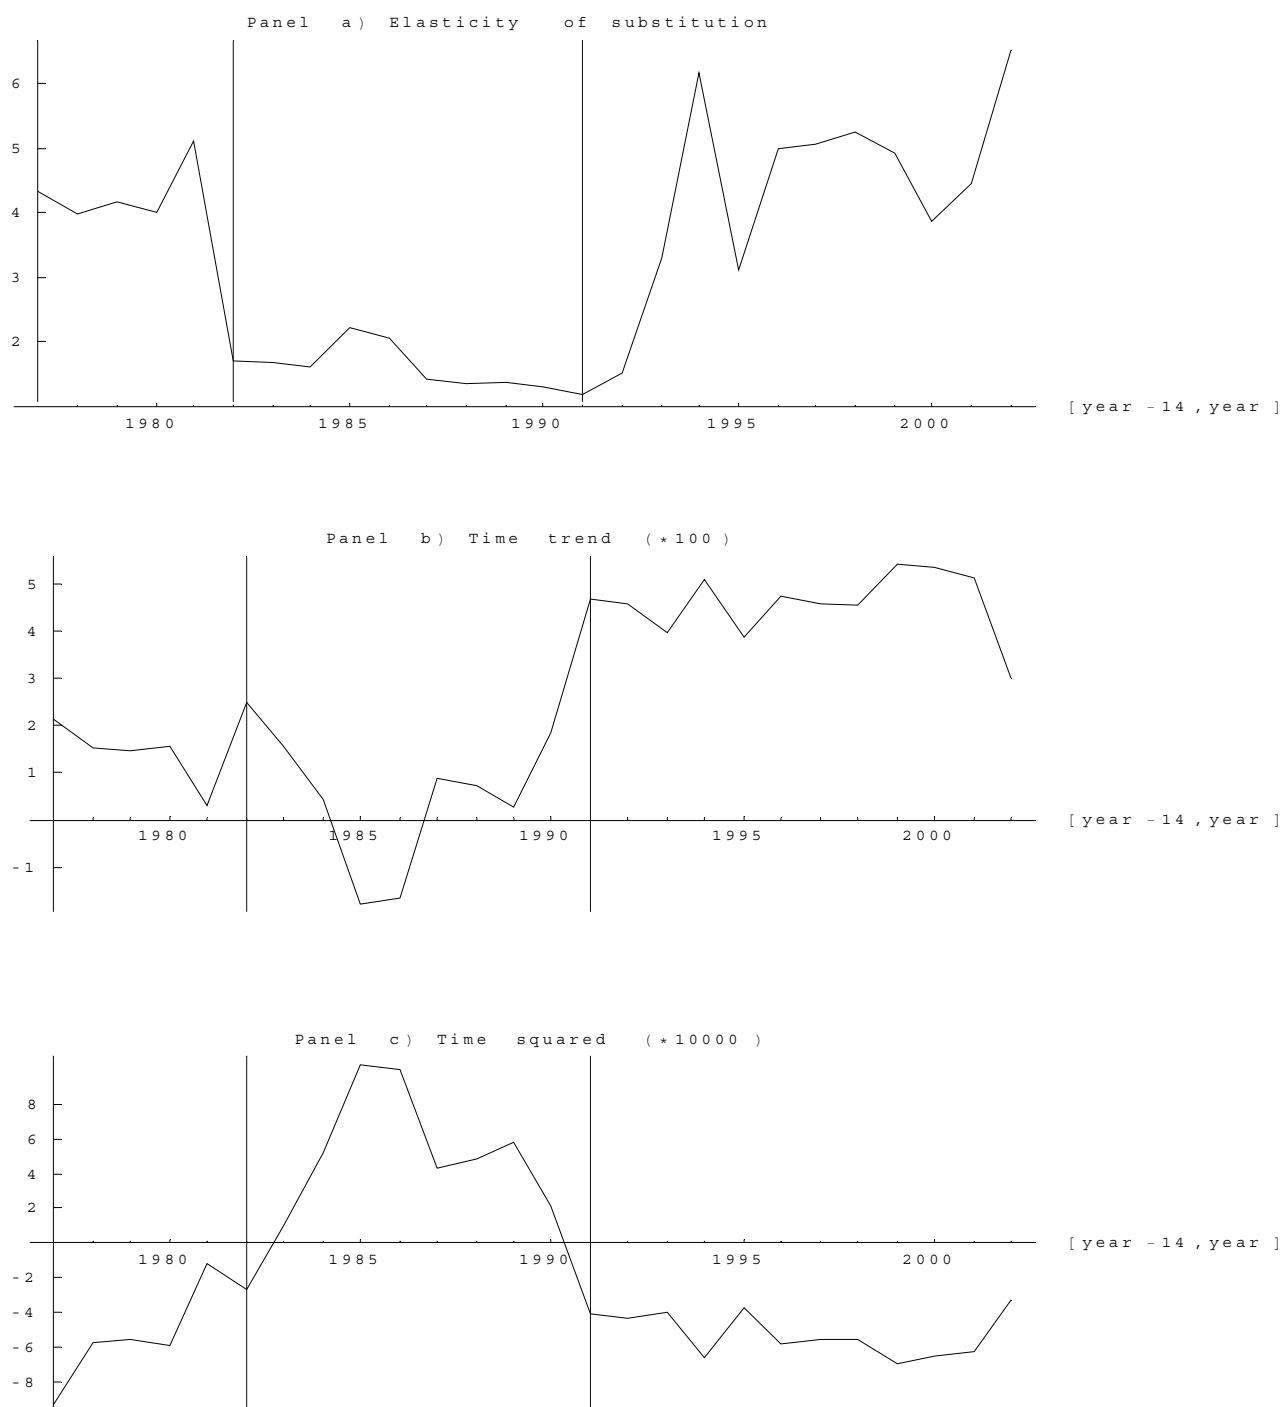 Panel a) Elasticity of substitution
6
5
4
3
2
1980 1985 1990 1995 2000
[year -14,year]
Panel b) Time trend (*100)
5
4
3
2
1
1980 1985 1990 1995 2000
[year -14,year]
-1
Panel c) Time squared (*10000)
8
6
4
2
1980 1985 1990 1995 2000
[year -14,year]
-2
-4
-6
-8